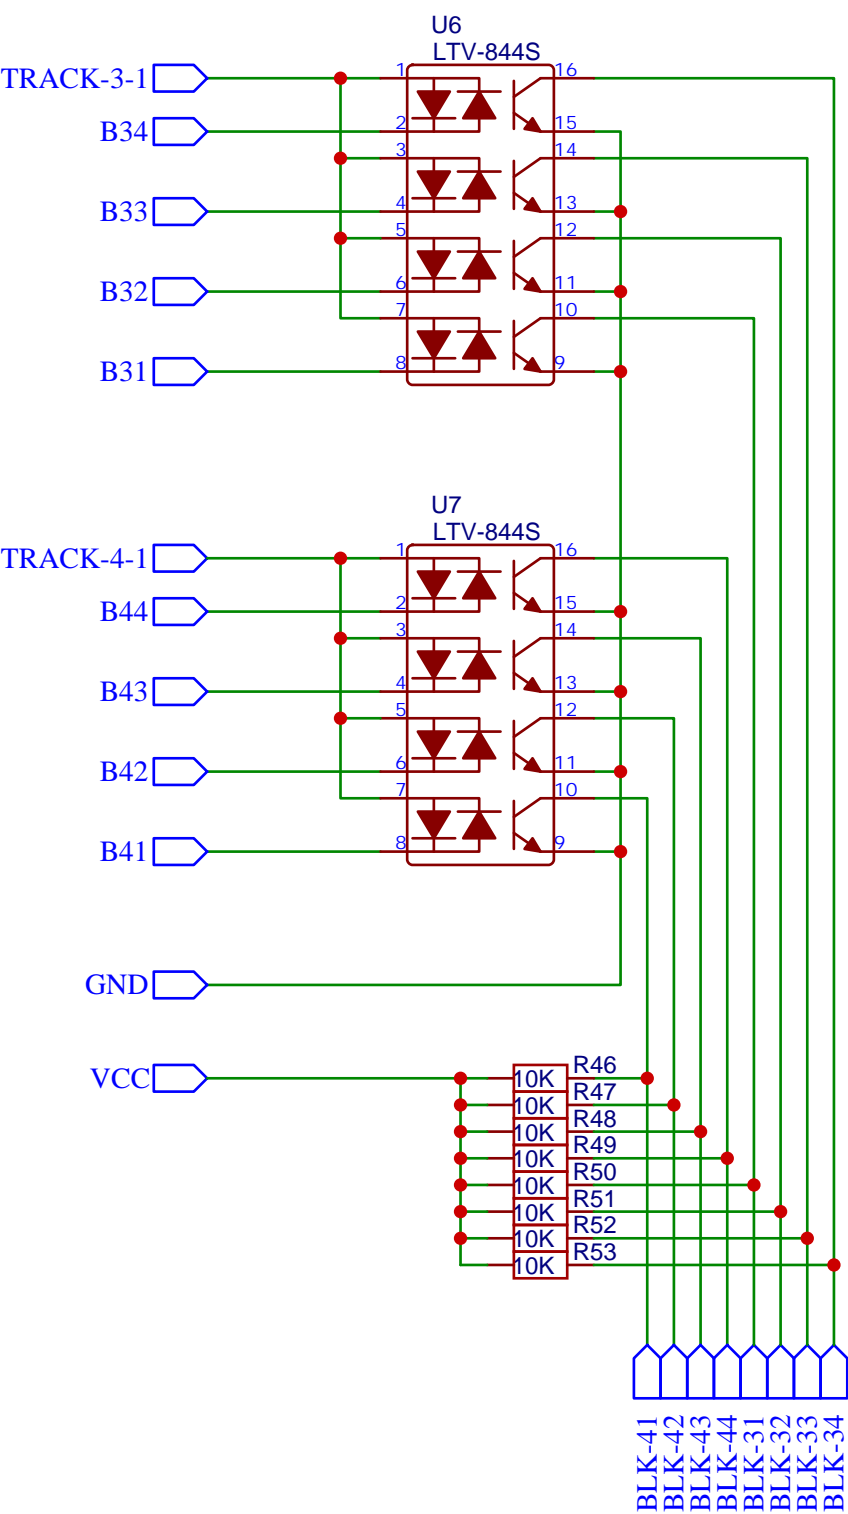 U6
LTV-844S
TRACK-3-1
1
16
B34
2
15
3
14
B33
4
13
5
12
B32
6
11
7
10
B31
8
9
U7
LTV-844S
TRACK-4-1
1
16
B44
2
15
3
14
B43
4
13
5
12
B42
6
11
7
10
B41
8
9
GND
VCC
10K R46
10K R47
10K R48
10K R49
10K R50
10K R51
10K R52
10K R53
BLK-41
BLK-42
BLK-43
BLK-44
BLK-31
BLK-32
BLK-33
BLK-34